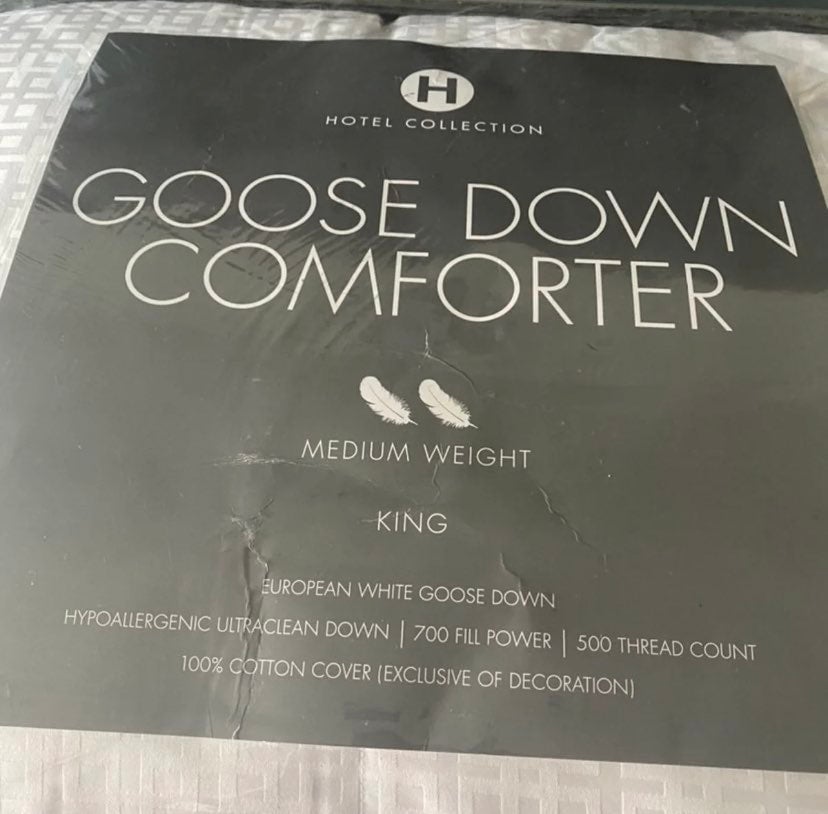 H
HOTEL COLLECTION
GOOSE DOWN
COMFORTER
MEDIUM WEIGHT
KING
EUROPEAN WHITE GOOSE DOWN
HYPOALLERGENIC ULTRACLEAN DOWN | 700 FILL POWER | 500 THREAD COUNT
100% COTTON COVER (EXCLUSIVE OF DECORATION)